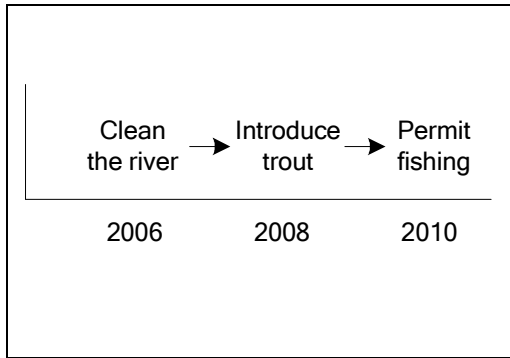 Clean
the river
Introduce
trout
Permit
fishing
2006
2008
2010